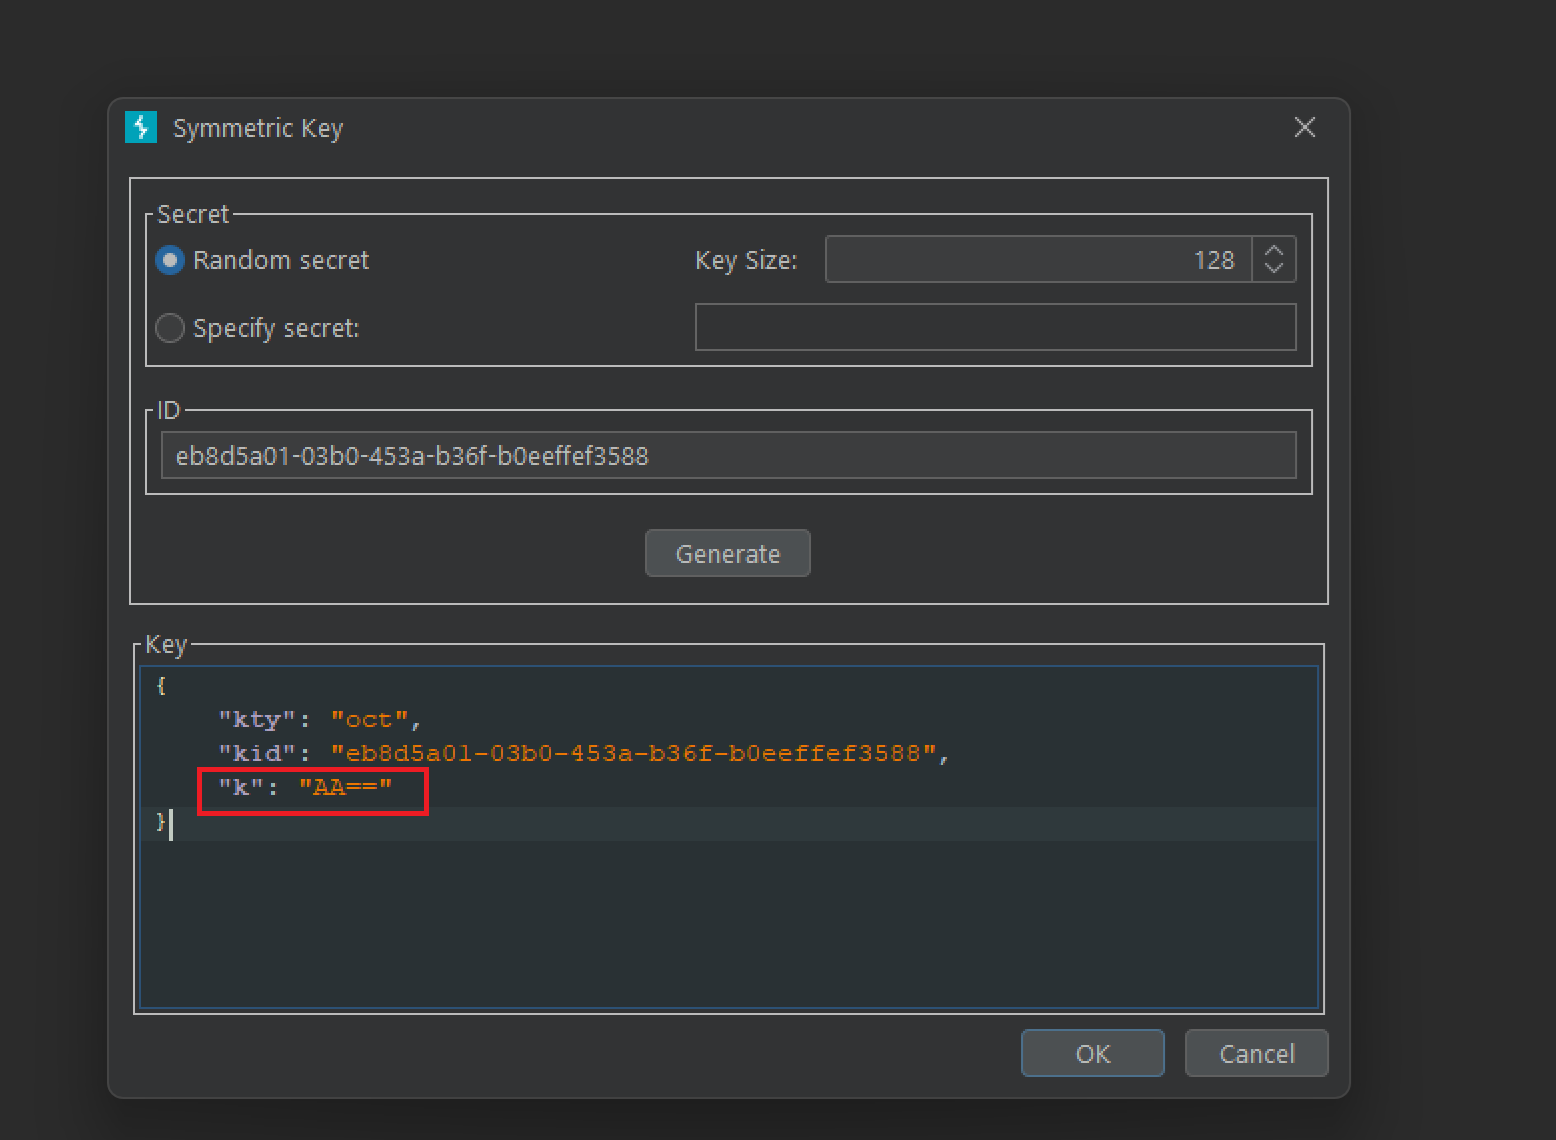 Symmetric Key
Secret
Random secret
Key Size:
128
Specify secret:
ID
eb8d5a01-03b0-453a-b36f-b0eeffef3588
Generate
Key
{
"kty": "oct",
"kid": "eb8d5a01-03b0-453a-b36f-b0eeffef3588",
"k": "AA=="
}
OK
Cancel